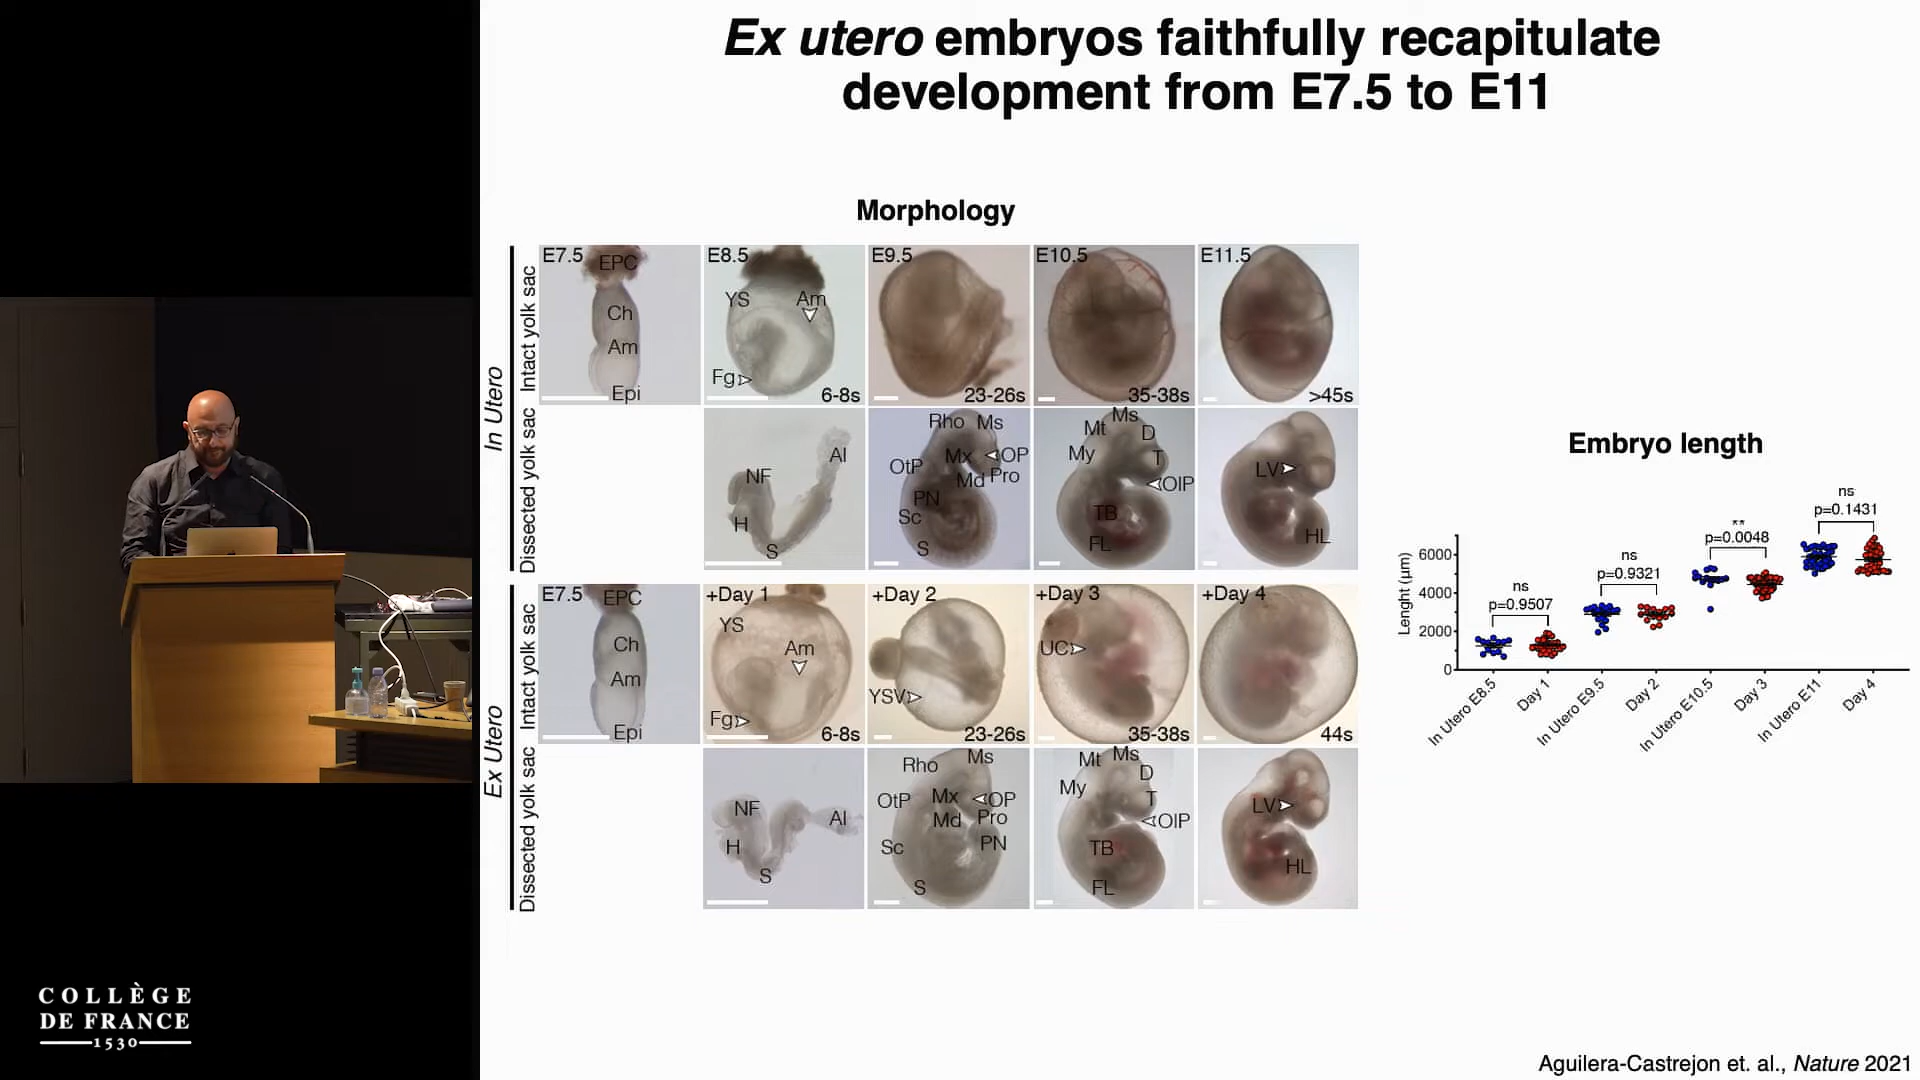 Ex utero embryos faithfully recapitulate
development from E7.5 to E11
Morphology
In Utero
Intact yolk sac
E7.5
EPC
Ch
Am
Epi
E8.5
YS
Am
Fg
6-8s
E9.5
23-26s
E10.5
35-38s
E11.5
>45s
Dissected yolk sac
NF
Al
H
S
Rho
Ms
OtP
Mx
OP
Md
Pro
PN
Sc
S
Ms
Mt
D
My
T
OlP
TB
FL
LV
HL
Ex Utero
Intact yolk sac
E7.5
EPC
Ch
Am
Epi
+Day 1
YS
Am
Fg
6-8s
+Day 2
YSV
23-26s
+Day 3
UC
35-38s
+Day 4
44s
Dissected yolk sac
NF
Al
H
S
Rho
Ms
OtP
Mx
OP
Md
Pro
Sc
PN
S
Mt
Ms
D
My
T
OlP
TB
FL
LV
HL
Embryo length
Lenght (µm)
6000
4000
2000
0
ns
p=0.9507
ns
p=0.9321
**
p=0.0048
ns
p=0.1431
In Utero E8.5
Day 1
In Utero E9.5
Day 2
In Utero E10.5
Day 3
In Utero E11
Day 4
COLLÈGE
DE FRANCE
1530
Aguilera-Castrejon et. al., Nature 2021